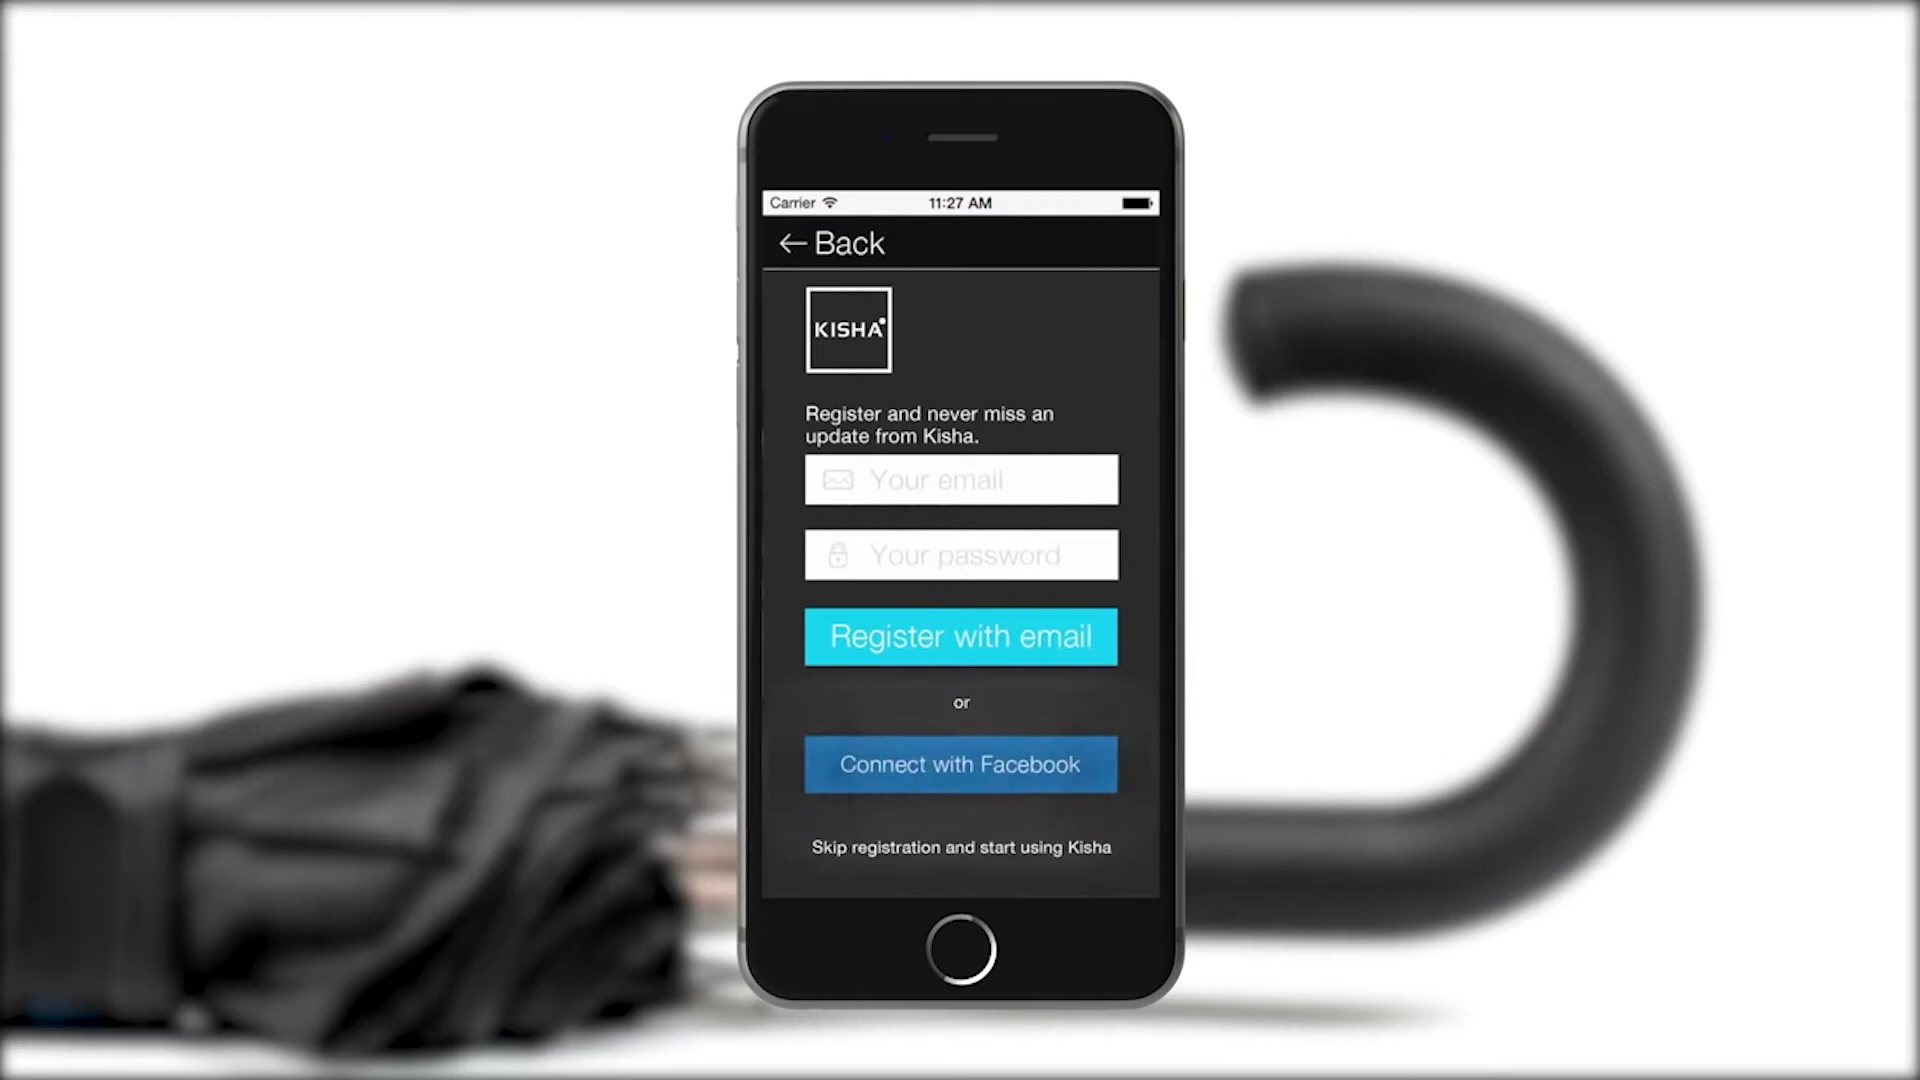 Carrier 11:27 AM
Back
KISHA
Register and never miss an
update from Kisha.
Your email
Your password
Register with email
or
Connect with Facebook
Skip registration and start using Kisha